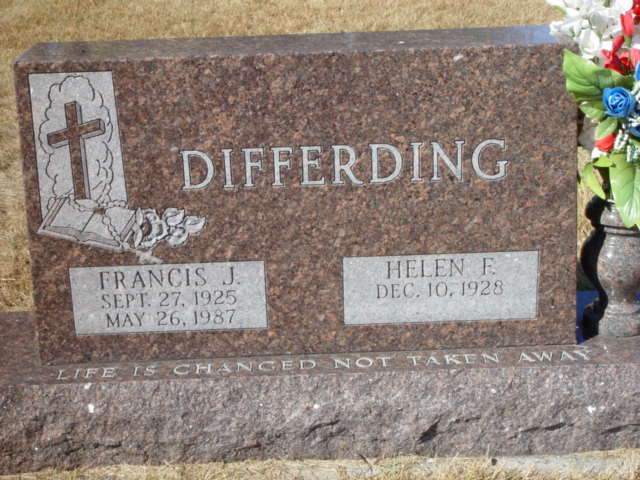 DIFFERDING
FRANCIS J.
SEPT. 27, 1925
MAY 26, 1987
HELEN F.
DEC. 10, 1928
LIFE IS CHANGED NOT TAKEN AWAY